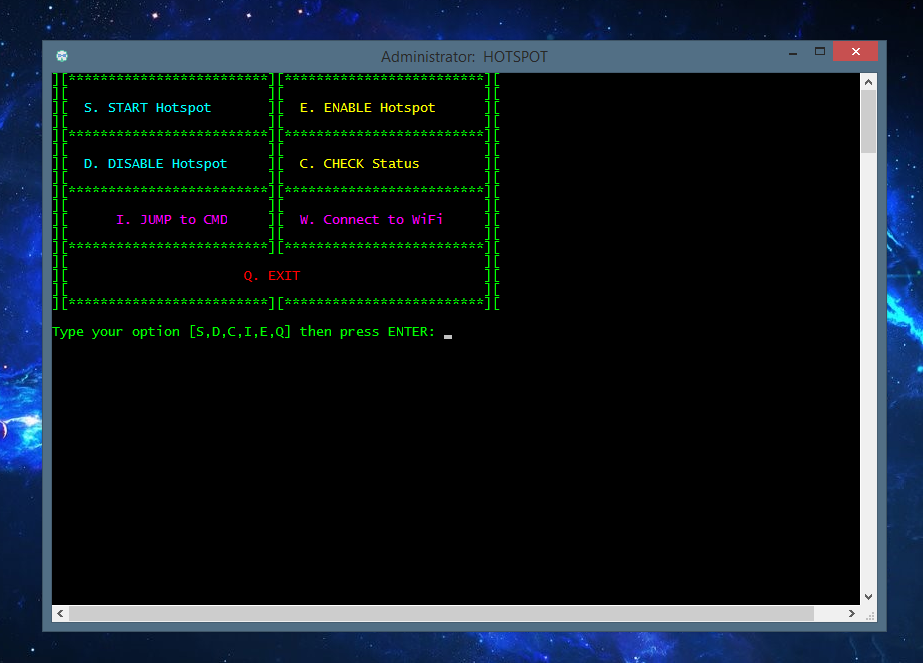 Administrator: HOTSPOT
][*************************][*************************][
S. START Hotspot ][ E. ENABLE Hotspot
][*************************][*************************][
D. DISABLE Hotspot ][ C. CHECK Status
][*************************][*************************][
I. JUMP to CMD ][ W. Connect to WiFi
][*************************][*************************][
Q. EXIT
][*************************][*************************][
Type your option [S,D,C,I,E,Q] then press ENTER: _